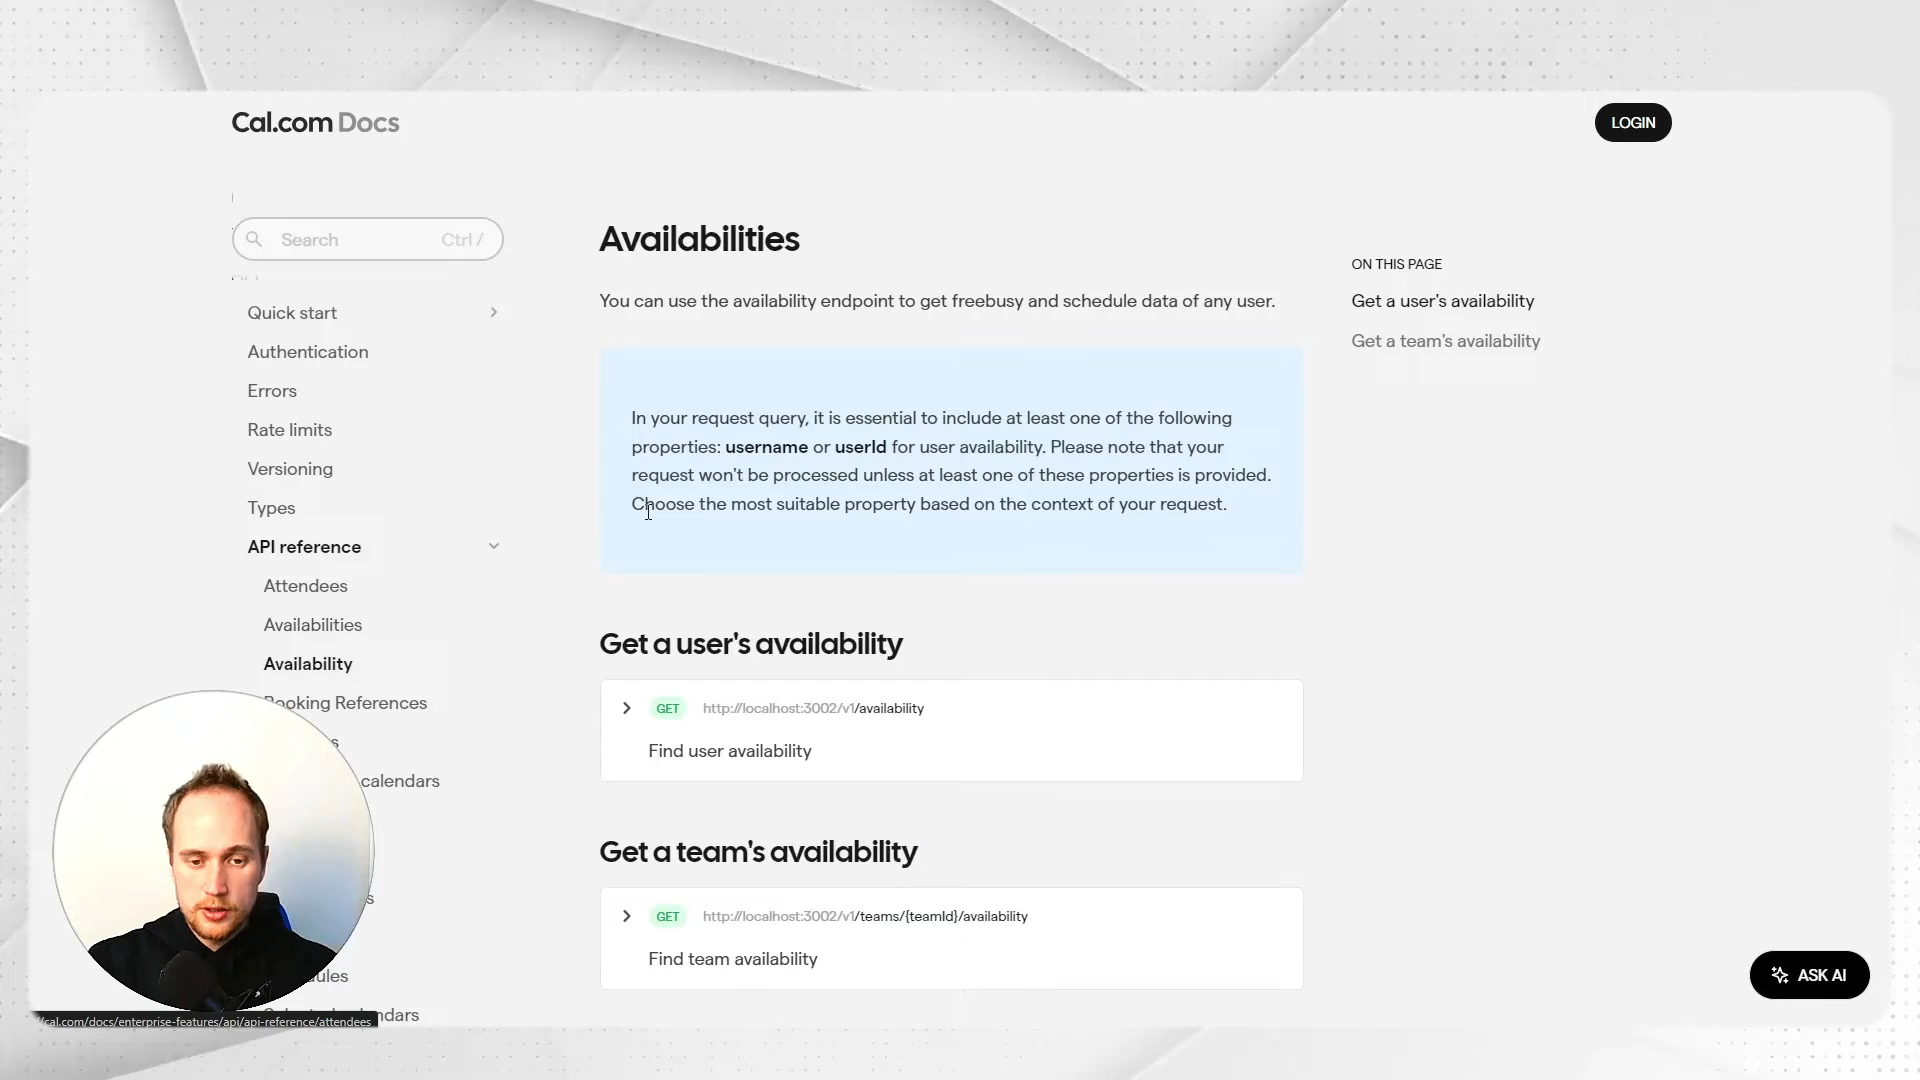 Cal.com Docs
LOGIN
Search Ctrl /
Quick start
Authentication
Errors
Rate limits
Versioning
Types
API reference
Attendees
Availabilities
Availability
Booking References
calendars
Availabilities
You can use the availability endpoint to get freebusy and schedule data of any user.
In your request query, it is essential to include at least one of the following
properties: username or userId for user availability. Please note that your
request won't be processed unless at least one of these properties is provided.
Choose the most suitable property based on the context of your request.
Get a user's availability
GET http://localhost:3002/v1/availability
Find user availability
Get a team's availability
GET http://localhost:3002/v1/teams/{teamId}/availability
Find team availability
ON THIS PAGE
Get a user's availability
Get a team's availability
ASK AI
/cal.com/docs/enterprise-features/api/api-reference/attendees